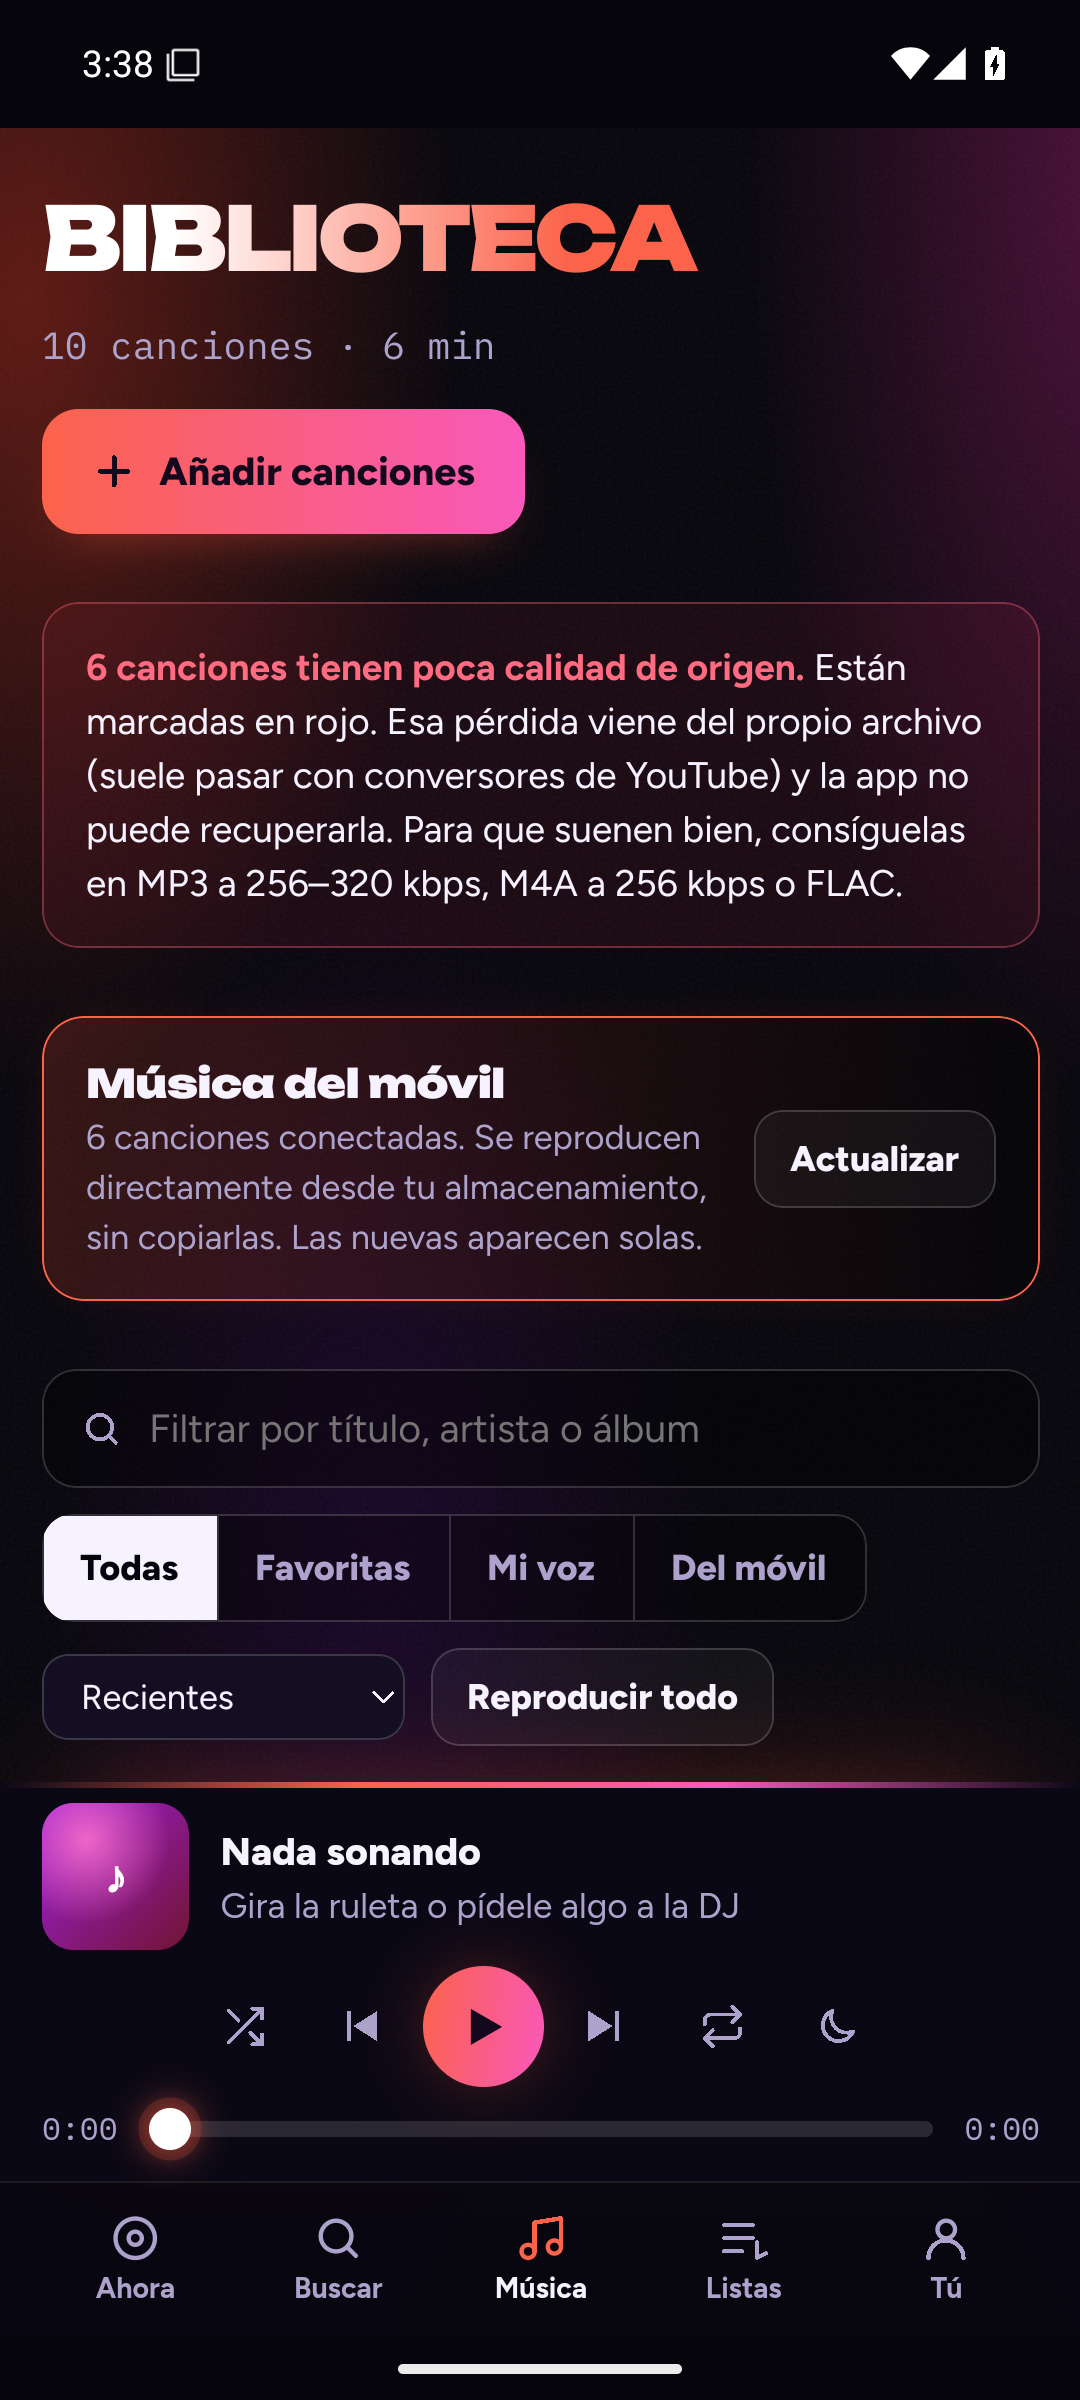 3:38
BIBLIOTECA
10 canciones · 6 min
+ Añadir canciones
6 canciones tienen poca calidad de origen. Están
marcadas en rojo. Esa pérdida viene del propio archivo
(suele pasar con conversores de YouTube) y la app no
puede recuperarla. Para que suenen bien, consíguelas
en MP3 a 256–320 kbps, M4A a 256 kbps o FLAC.
Música del móvil
6 canciones conectadas. Se reproducen
directamente desde tu almacenamiento,
sin copiarlas. Las nuevas aparecen solas.
Actualizar
Filtrar por título, artista o álbum
Todas Favoritas Mi voz Del móvil
Recientes Reproducir todo
Nada sonando
Gira la ruleta o pídele algo a la DJ
0:00 0:00
Ahora Buscar Música Listas Tú